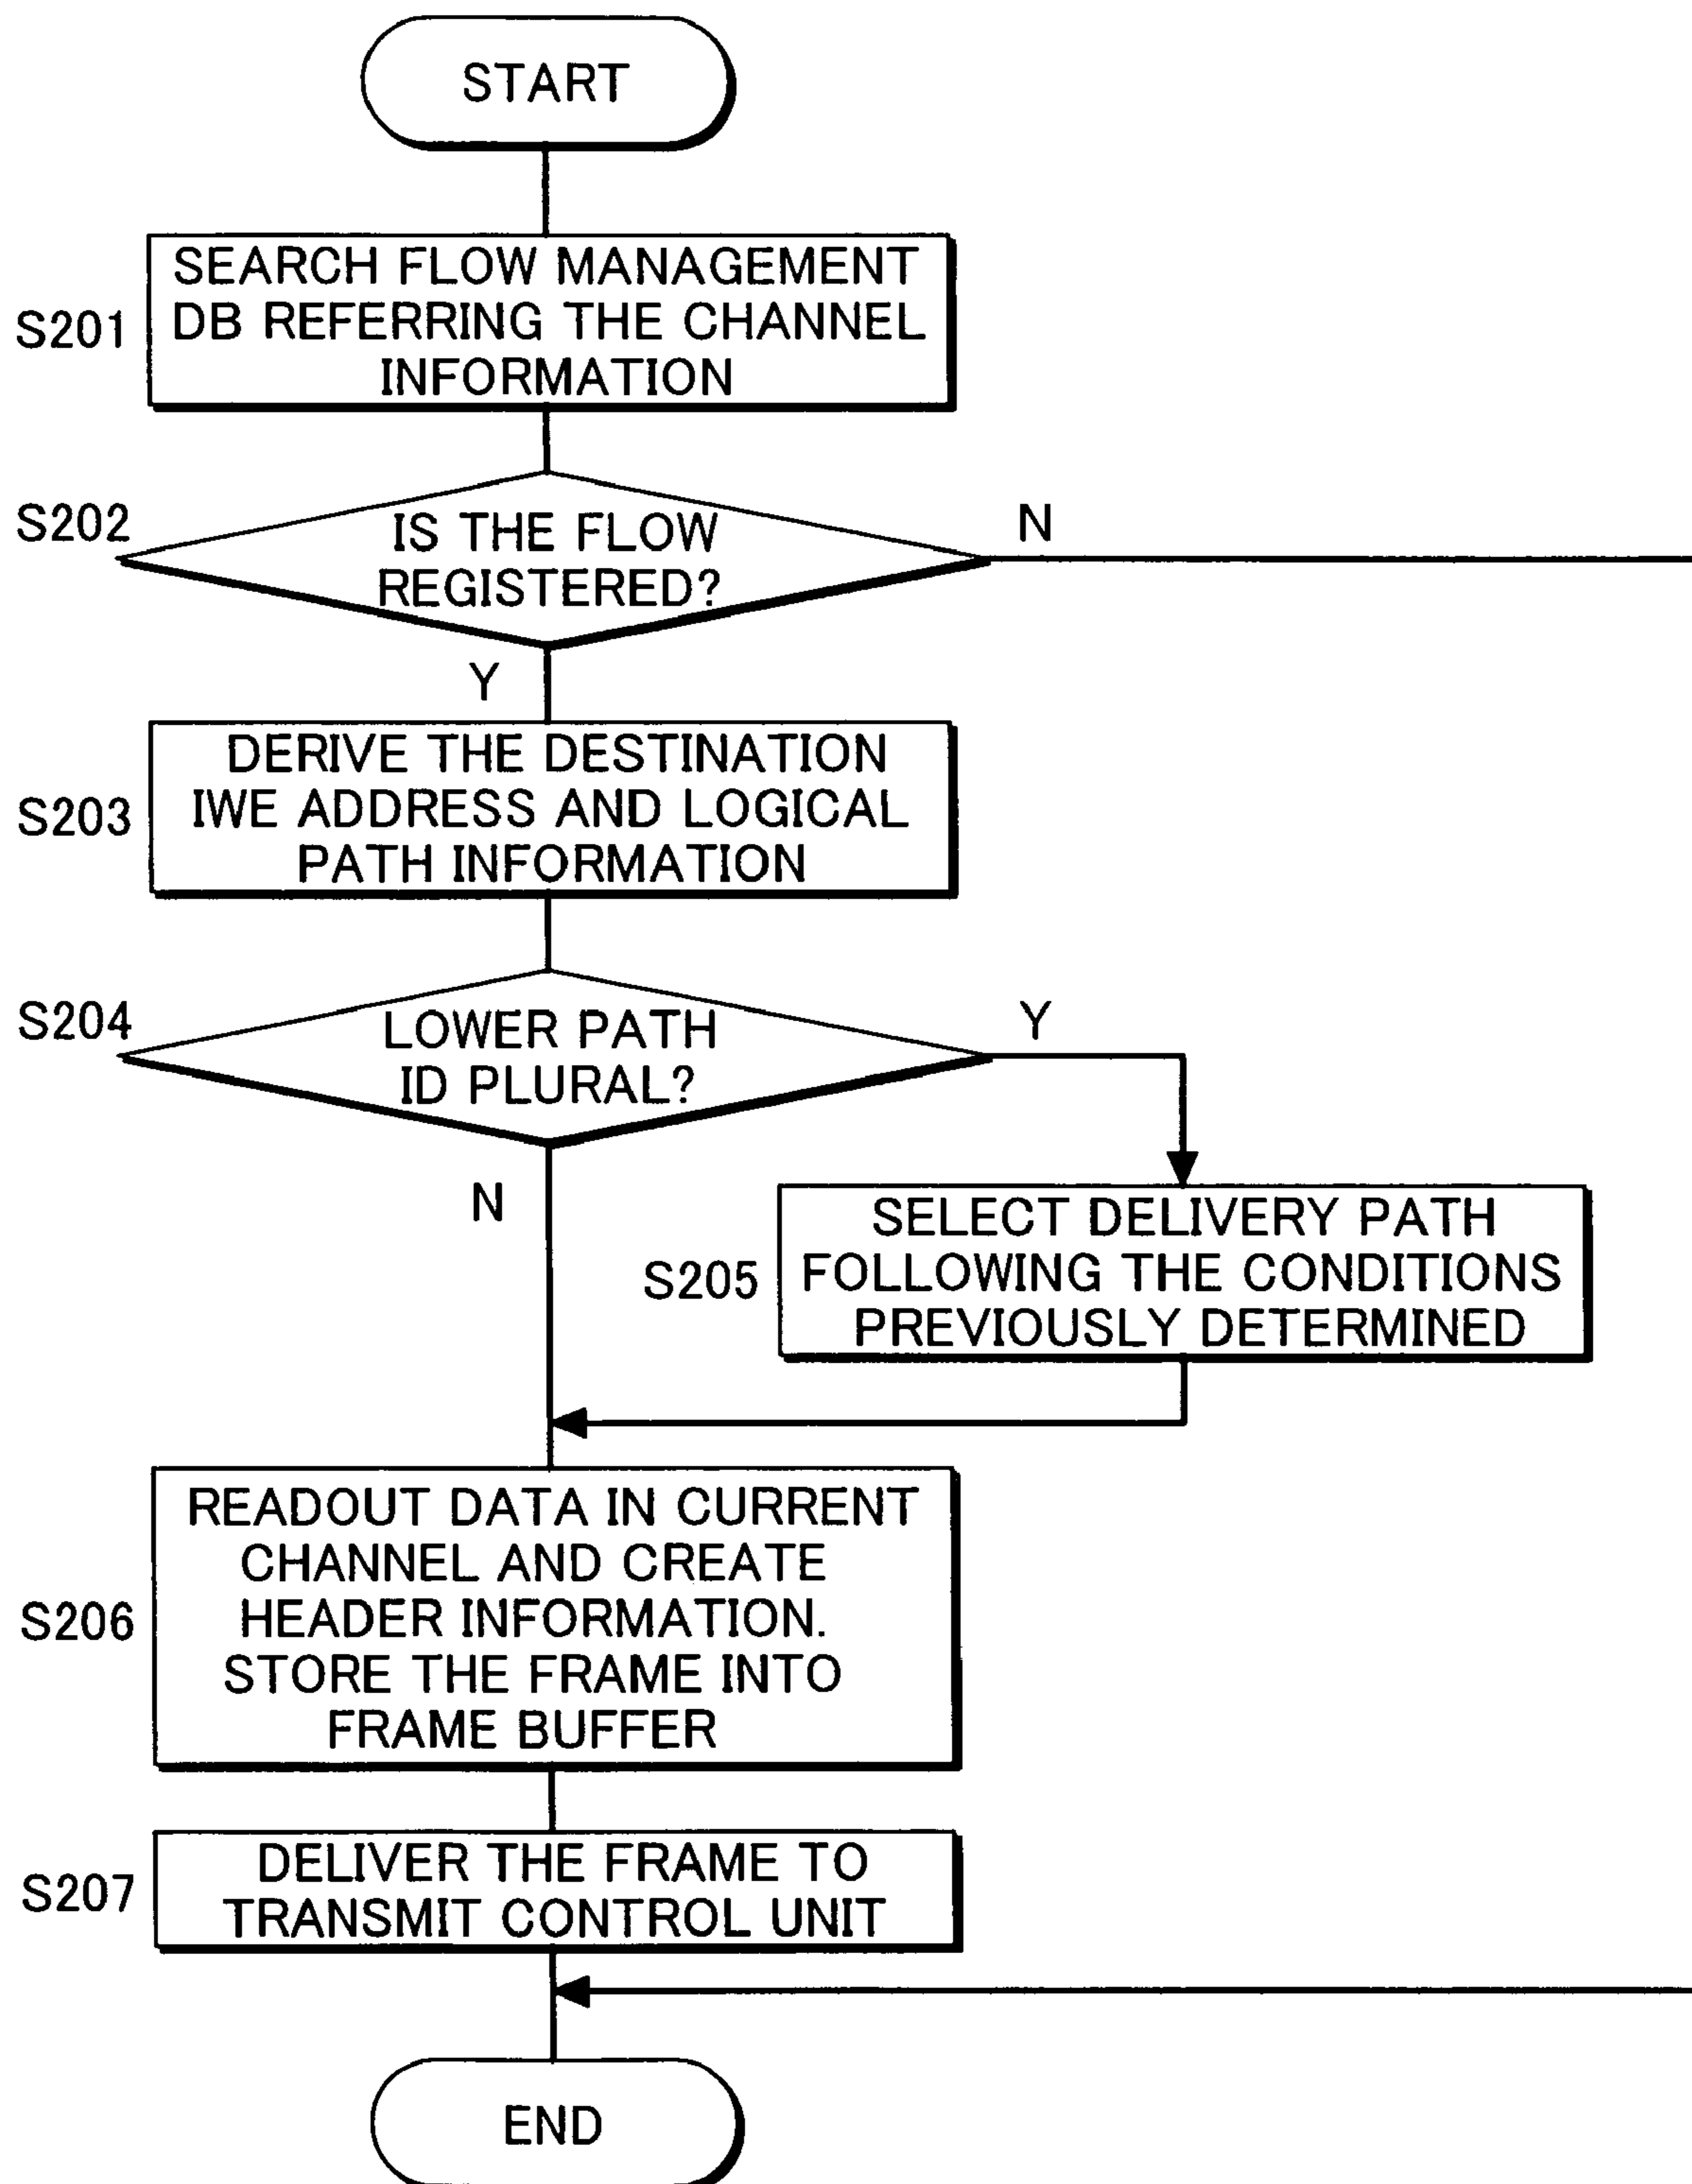 START
S201
SEARCH FLOW MANAGEMENT
DB REFERRING THE CHANNEL
INFORMATION
S202
IS THE FLOW
REGISTERED?
N
Y
S203
DERIVE THE DESTINATION
IWE ADDRESS AND LOGICAL
PATH INFORMATION
S204
LOWER PATH
ID PLURAL?
Y
N
S205
SELECT DELIVERY PATH
FOLLOWING THE CONDITIONS
PREVIOUSLY DETERMINED
S206
READOUT DATA IN CURRENT
CHANNEL AND CREATE
HEADER INFORMATION.
STORE THE FRAME INTO
FRAME BUFFER
S207
DELIVER THE FRAME TO
TRANSMIT CONTROL UNIT
END